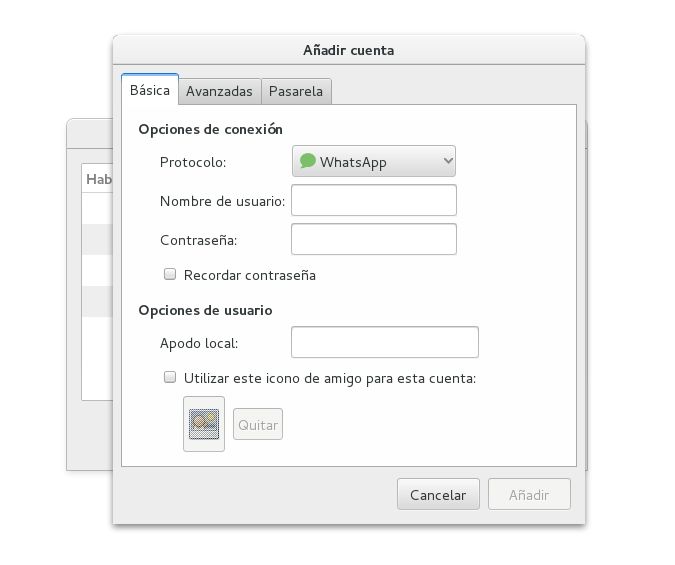 Añadir cuenta
Básica Avanzadas Pasarela
Hab
Opciones de conexión
Protocolo: WhatsApp
Nombre de usuario:
Contraseña:
Recordar contraseña
Opciones de usuario
Apodo local:
Utilizar este icono de amigo para esta cuenta:
Quitar
Cancelar Añadir